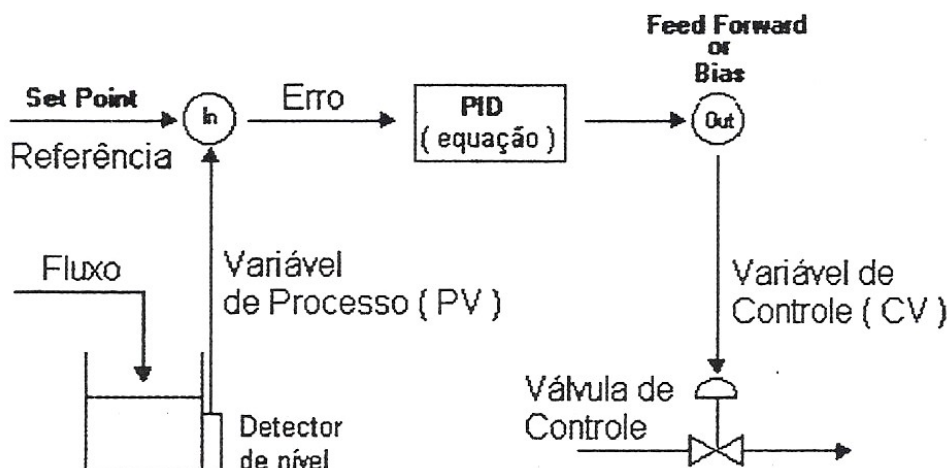 Feed Forward
or
Bias
Set Point
In
Erro
PID
( equação )
Out
Referência
Fluxo
Variável
de Processo ( PV )
Variável de
Controle ( CV )
Válvula de
Controle
Detector
de nível